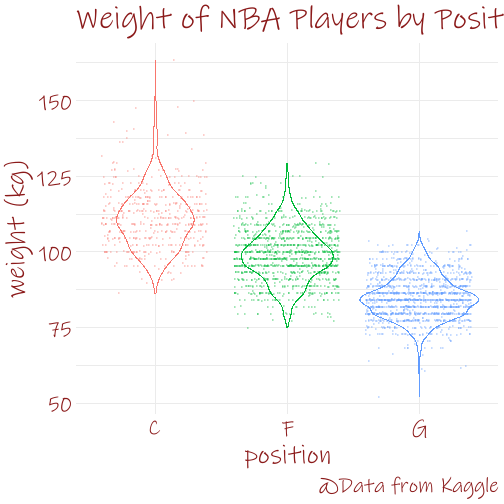 Weight of NBA Players by Posit
weight (kg)
150
125
100
75
50
C F G
position
@Data from Kaggle